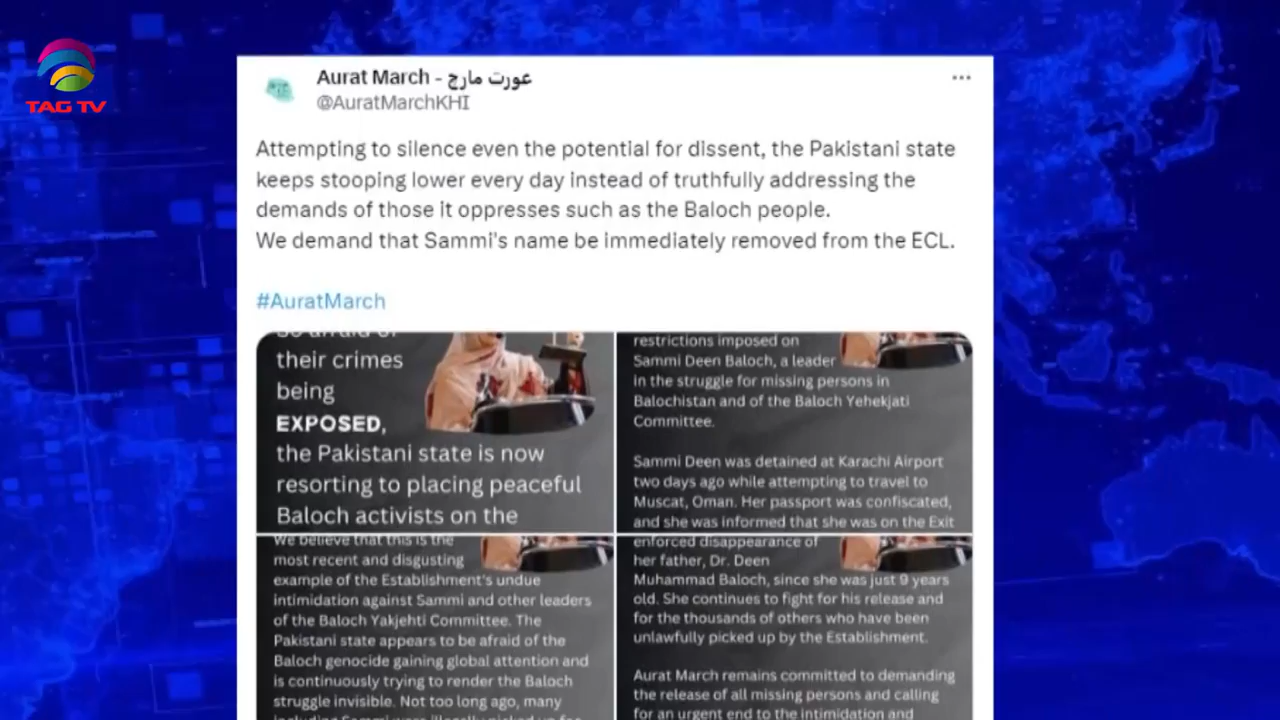 TAG TV
Aurat March - عورت مارچ
@AuratMarchKHI
Attempting to silence even the potential for dissent, the Pakistani state
keeps stooping lower every day instead of truthfully addressing the
demands of those it oppresses such as the Baloch people.
We demand that Sammi's name be immediately removed from the ECL.
#AuratMarch
So afraid of
their crimes
being
EXPOSED,
the Pakistani state is now
resorting to placing peaceful
Baloch activists on the
restrictions imposed on
Sammi Deen Baloch, a leader
in the struggle for missing persons in
Balochistan and of the Baloch Yehekjati
Committee.
Sammi Deen was detained at Karachi Airport
two days ago while attempting to travel to
Muscat, Oman. Her passport was confiscated,
and she was informed that she was on the Exit
We believe that this is the
most recent and disgusting
example of the Establishment's undue
intimidation against Sammi and other leaders
of the Baloch Yakjehti Committee. The
Pakistani state appears to be afraid of the
Baloch genocide gaining global attention and
is continuously trying to render the Baloch
struggle invisible. Not too long ago, many
enforced disappearance of
her father, Dr. Deen
Muhammad Baloch, since she was just 9 years
old. She continues to fight for his release and
for the thousands of others who have been
unlawfully picked up by the Establishment.
Aurat March remains committed to demanding
the release of all missing persons and calling
for an urgent end to the intimidation and